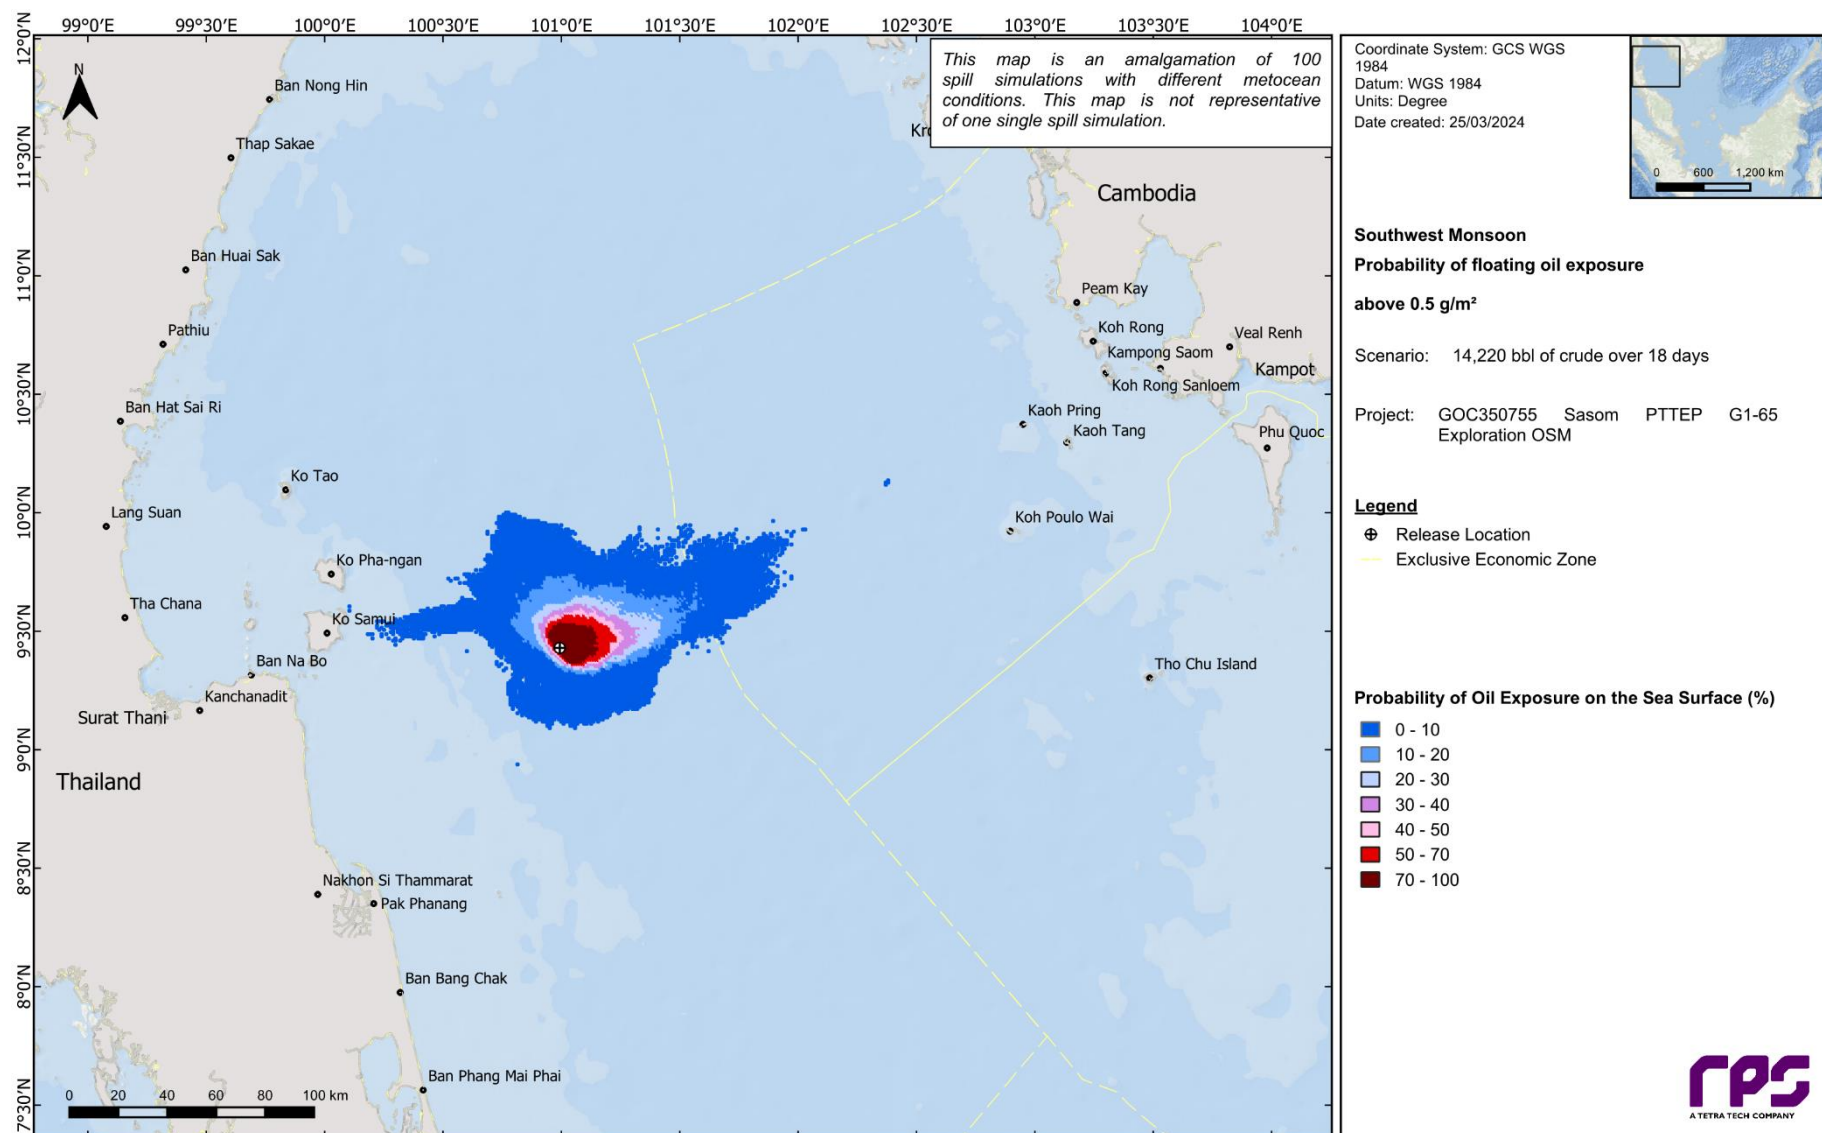 99°0′E 99°30′E 100°0′E 100°30′E 101°0′E 101°30′E 102°0′E 102°30′E 103°0′E 103°30′E 104°0′E
12°0′N
11°30′N
11°0′N
10°30′N
10°0′N
9°30′N
9°0′N
8°30′N
8°0′N
7°30′N
N
This map is an amalgamation of 100
spill simulations with different metocean
conditions. This map is not representative
of one single spill simulation.
Ban Nong Hin
Thap Sakae
Cambodia
Ban Huai Sak
Peam Kay
Pathiu
Koh Rong
Veal Renh
Kampong Saom
Kampot
Koh Rong Sanloem
Ban Hat Sai Ri
Kaoh Pring
Kaoh Tang
Phu Quoc
Ko Tao
Lang Suan
Koh Poulo Wai
Ko Pha-ngan
Tha Chana
Ko Samui
Ban Na Bo
Tho Chu Island
Kanchanadit
Surat Thani
Thailand
Nakhon Si Thammarat
Pak Phanang
Ban Bang Chak
Ban Phang Mai Phai
0 20 40 60 80 100 km
Coordinate System: GCS WGS
1984
Datum: WGS 1984
Units: Degree
Date created: 25/03/2024
0 600 1,200 km
Southwest Monsoon
Probability of floating oil exposure
above 0.5 g/m²
Scenario: 14,220 bbl of crude over 18 days
Project: GOC350755 Sasom PTTEP G1-65
Exploration OSM
Legend
Release Location
Exclusive Economic Zone
Probability of Oil Exposure on the Sea Surface (%)
0 - 10
10 - 20
20 - 30
30 - 40
40 - 50
50 - 70
70 - 100
rps
A TETRA TECH COMPANY